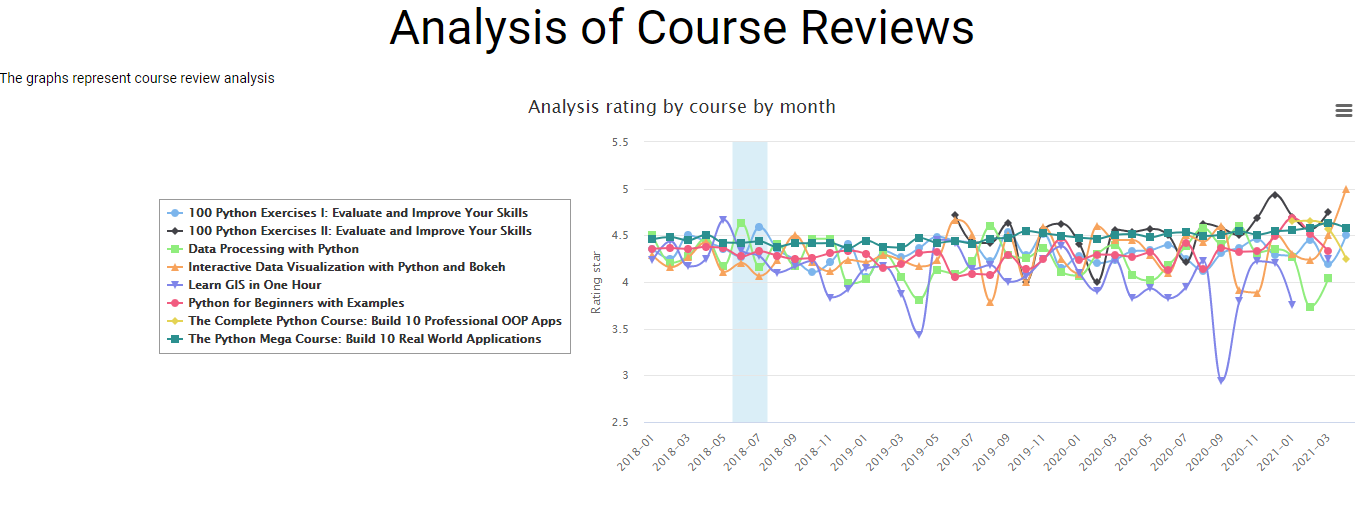 Analysis of Course Reviews
The graphs represent course review analysis
Analysis rating by course by month
100 Python Exercises I: Evaluate and Improve Your Skills
100 Python Exercises II: Evaluate and Improve Your Skills
Data Processing with Python
Interactive Data Visualization with Python and Bokeh
Learn GIS in One Hour
Python for Beginners with Examples
The Complete Python Course: Build 10 Professional OOP Apps
The Python Mega Course: Build 10 Real World Applications
Rating star
5.5
5
4.5
4
3.5
3
2.5
2018-01
2018-03
2018-05
2018-07
2018-09
2018-11
2019-01
2019-03
2019-05
2019-07
2019-09
2019-11
2020-01
2020-03
2020-05
2020-07
2020-09
2020-11
2021-01
2021-03